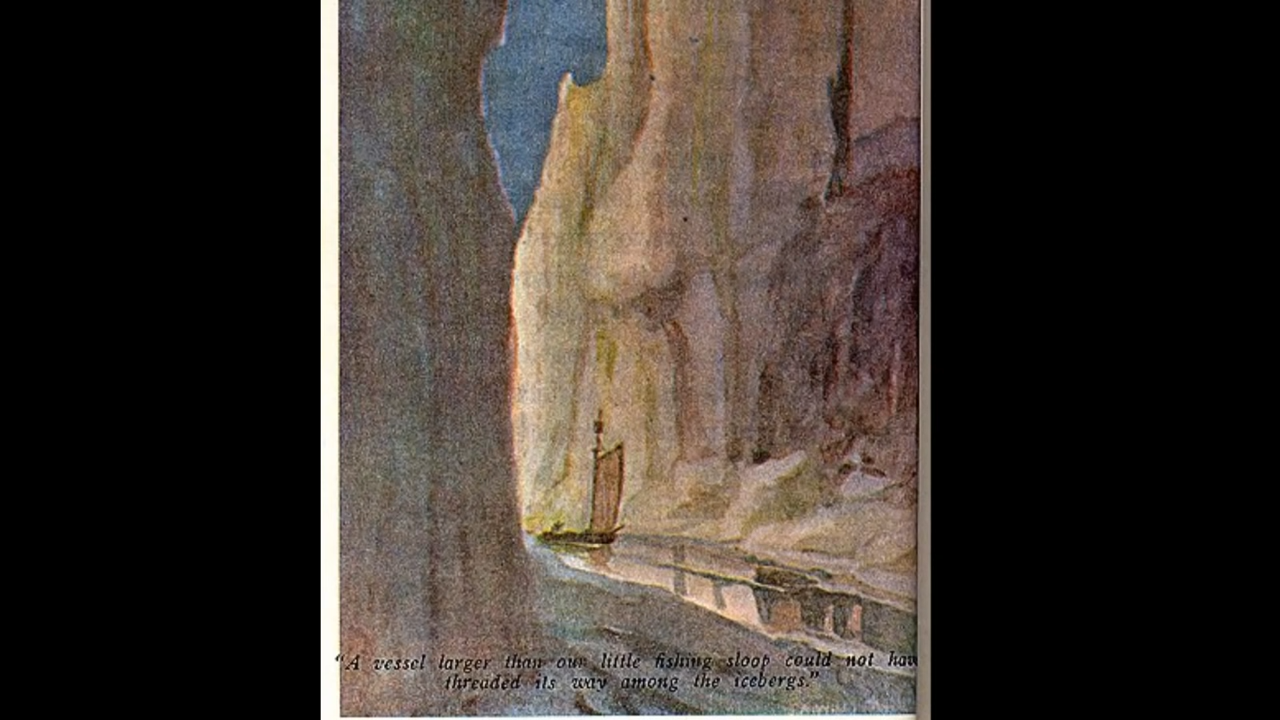 "A vessel larger than our little fishing sloop could not hav
threaded its way among the icebergs."